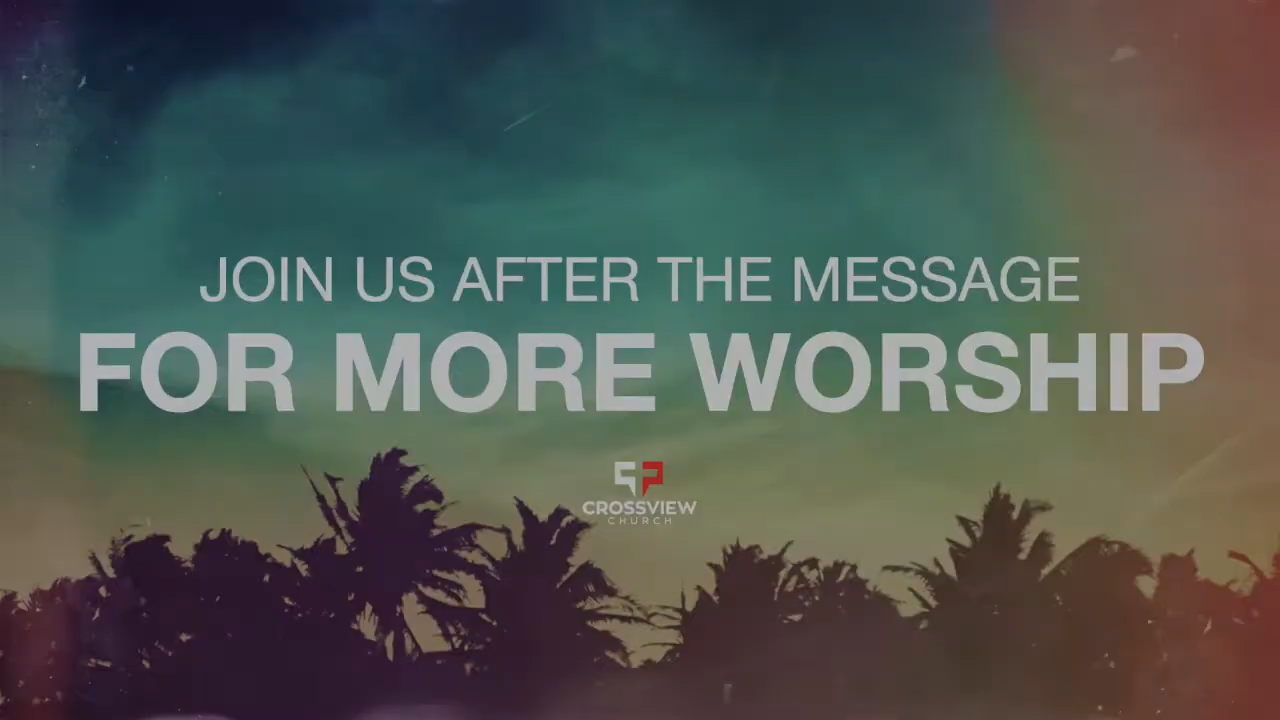 JOIN US AFTER THE MESSAGE
FOR MORE WORSHIP
CROSSVIEW
CHURCH